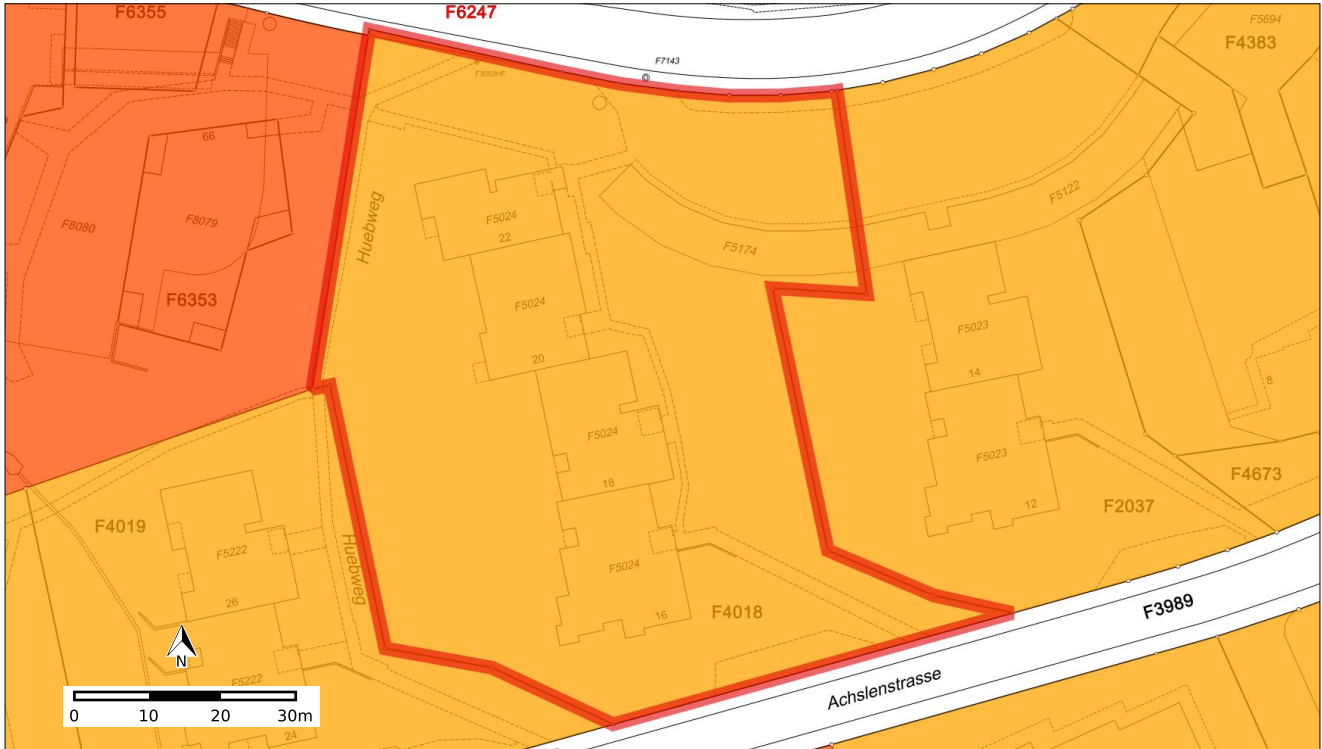 F6355
F6247
F5694
F4383
F7143
F3053HF
66
F8079
F8080
F6353
Huebweg
F5024
22
F5174
F5122
F5024
20
F5023
14
8
F5024
18
F5023
12
F4673
F2037
F4019
F5222
26
Huebweg
F5024
16
F4018
F3989
N
F5222
24
Achslenstrasse
0 10 20 30m